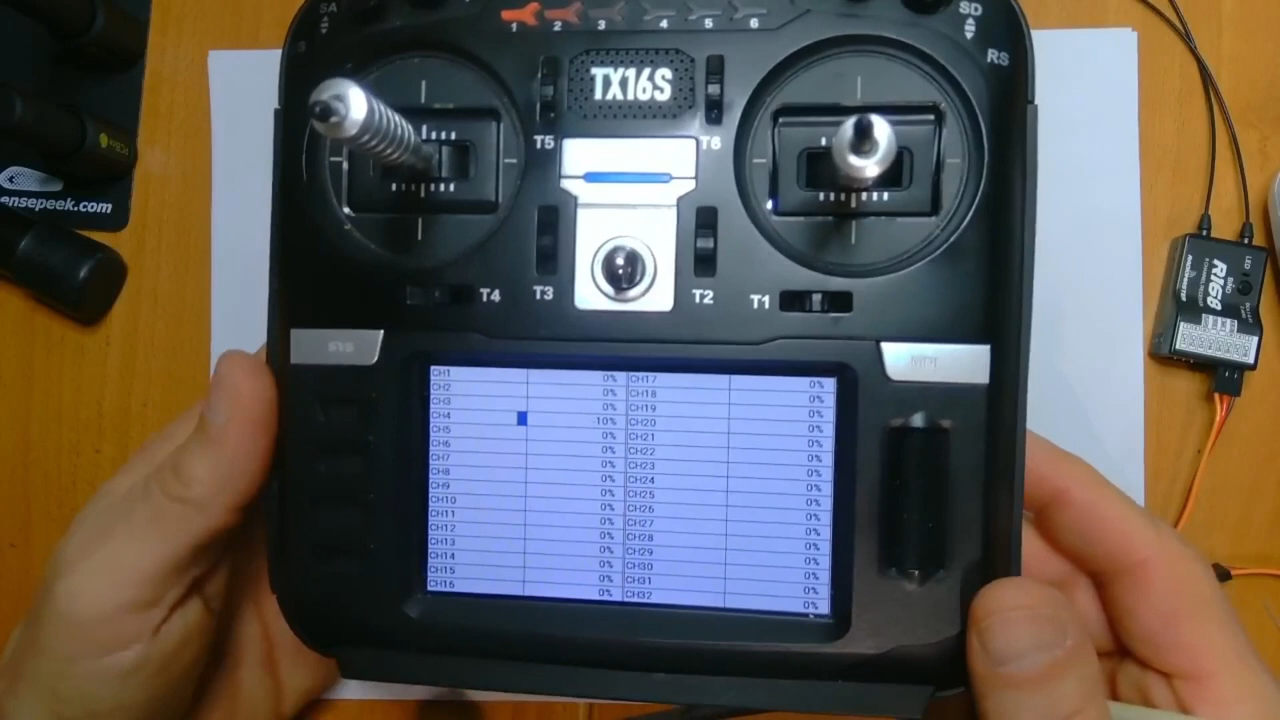 SA
1 2 3 4 5 6
SD
RS
TX16S
T5
T6
T4
T3
T2
T1
SYS
MDL
CH1 0% CH17 0%
CH2 0% CH18 0%
CH3 0% CH19 0%
CH4 -10% CH20 0%
CH5 0% CH21 0%
CH6 0% CH22 0%
CH7 0% CH23 0%
CH8 0% CH24 0%
CH9 0% CH25 0%
CH10 0% CH26 0%
CH11 0% CH27 0%
CH12 0% CH28 0%
CH13 0% CH29 0%
CH14 0% CH30 0%
CH15 0% CH31 0%
CH16 0% CH32 0%
ensepeek.com
R168
LED